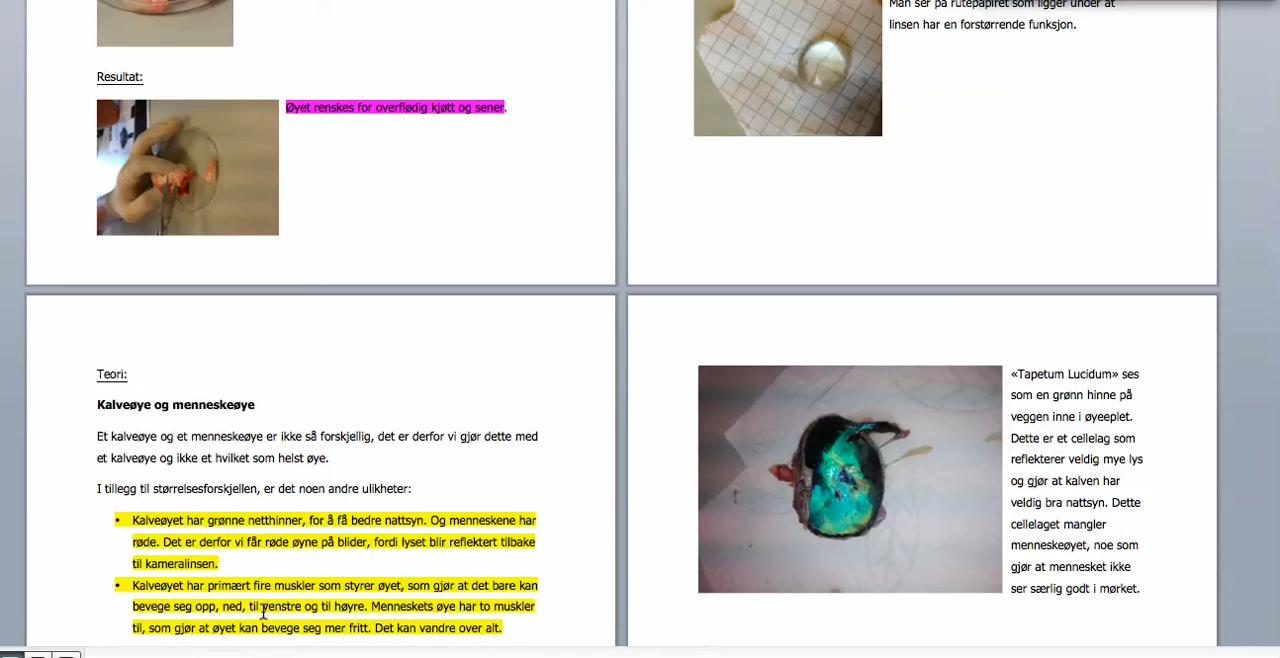 Resultat:
Øyet renskes for overflødig kjøtt og sener.
Man ser på rutepapiret som ligger under at
linsen har en forstørrende funksjon.
Teori:
Kalveøye og menneskeøye
Et kalveøye og et menneskeøye er ikke så forskjellig, det er derfor vi gjør dette med
et kalveøye og ikke et hvilket som helst øye.
I tillegg til størrelsesforskjellen, er det noen andre ulikheter:
• Kalveøyet har grønne netthinner, for å få bedre nattsyn. Og menneskene har
røde. Det er derfor vi får røde øyne på blider, fordi lyset blir reflektert tilbake
til kameralinsen.
• Kalveøyet har primært fire muskler som styrer øyet, som gjør at det bare kan
bevege seg opp, ned, til venstre og til høyre. Menneskets øye har to muskler
til, som gjør at øyet kan bevege seg mer fritt. Det kan vandre over alt.
«Tapetum Lucidum» ses
som en grønn hinne på
veggen inne i øyeeplet.
Dette er et cellelag som
reflekterer veldig mye lys
og gjør at kalven har
veldig bra nattsyn. Dette
cellelaget mangler
menneskeøyet, noe som
gjør at mennesket ikke
ser særlig godt i mørket.